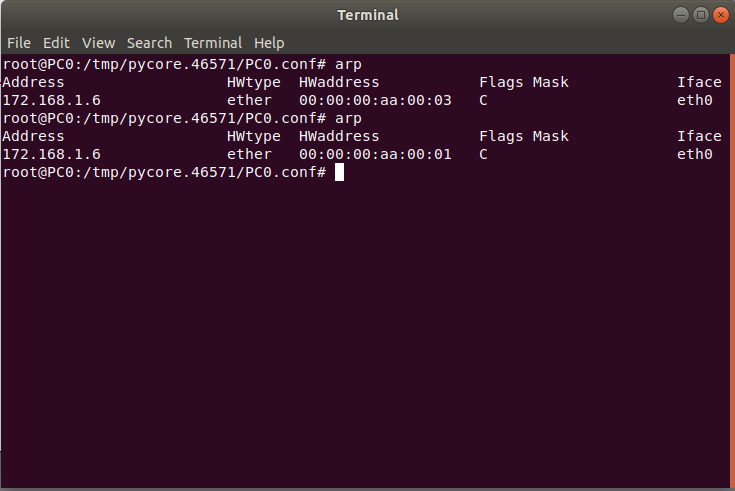 Terminal
File Edit View Search Terminal Help
root@PC0:/tmp/pycore.46571/PC0.conf# arp
Address                  HWtype  HWaddress           Flags Mask            Iface
172.168.1.6              ether   00:00:00:aa:00:03   C                     eth0
root@PC0:/tmp/pycore.46571/PC0.conf# arp
Address                  HWtype  HWaddress           Flags Mask            Iface
172.168.1.6              ether   00:00:00:aa:00:01   C                     eth0
root@PC0:/tmp/pycore.46571/PC0.conf#